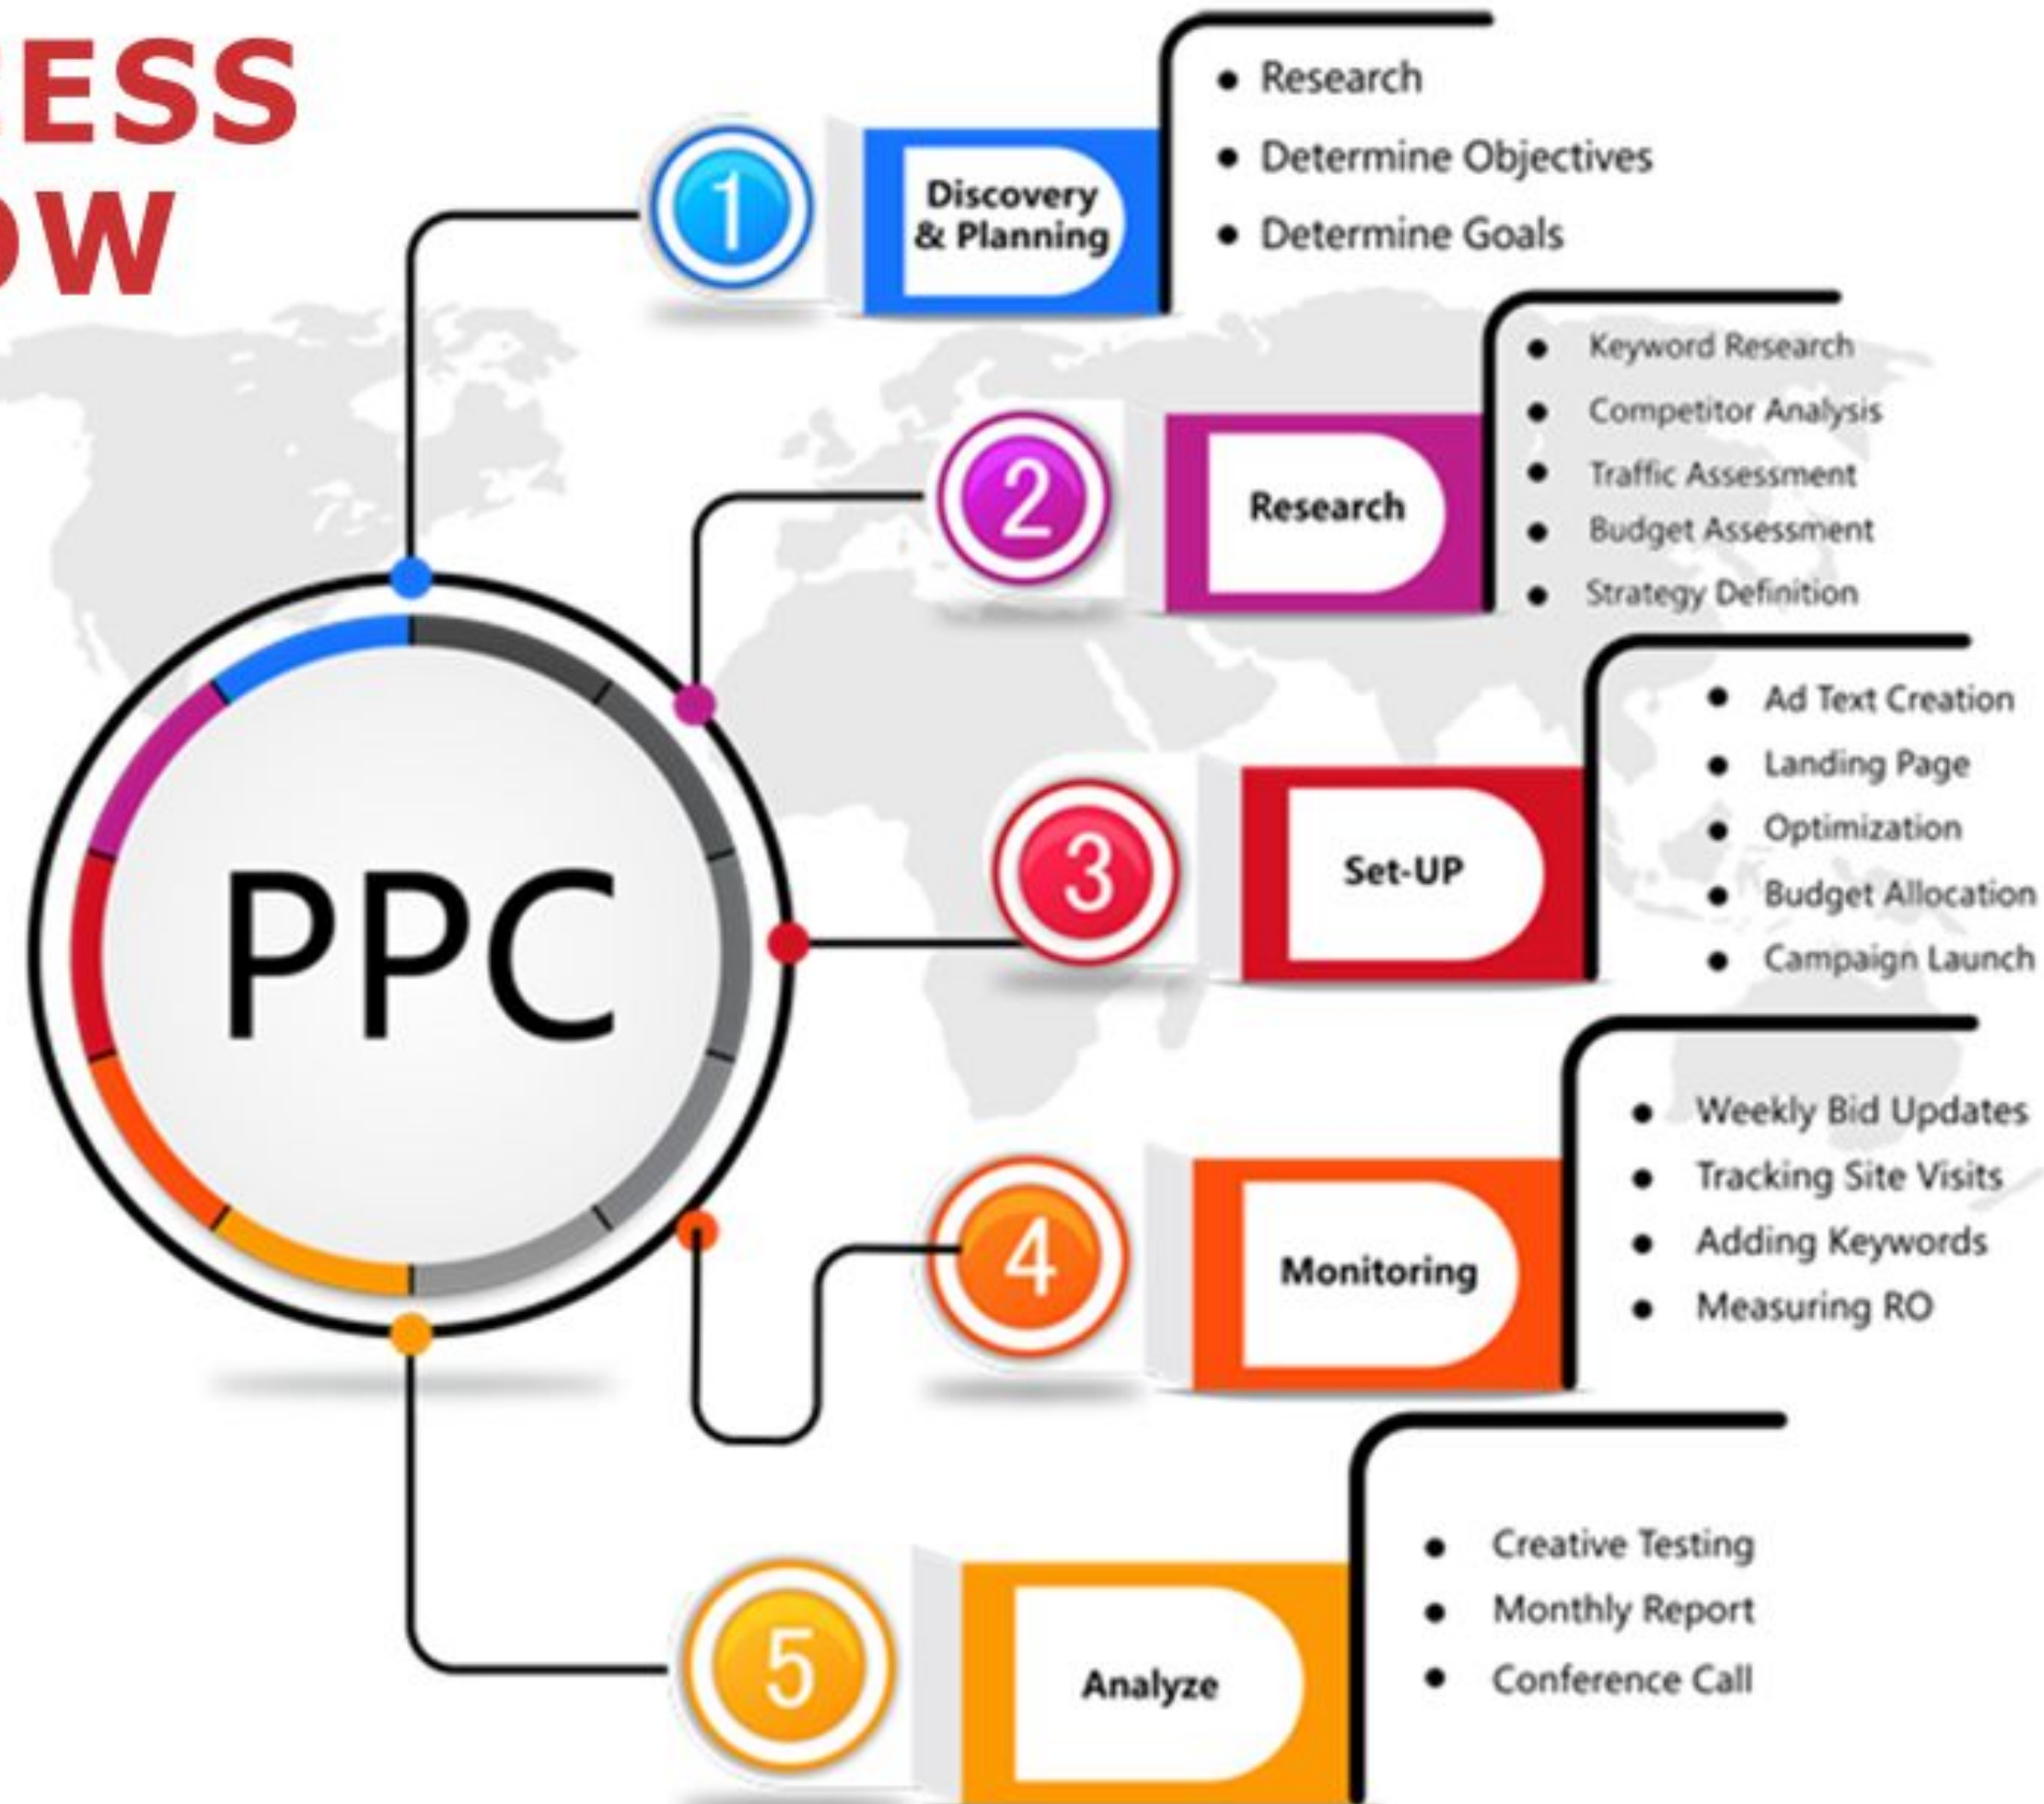 CESS
OW
PPC
1
Discovery
& Planning
Research
Determine Objectives
Determine Goals
2
Research
Keyword Research
Competitor Analysis
Traffic Assessment
Budget Assessment
Strategy Definition
3
Set-UP
Ad Text Creation
Landing Page
Optimization
Budget Allocation
Campaign Launch
4
Monitoring
Weekly Bid Updates
Tracking Site Visits
Adding Keywords
Measuring RO
5
Analyze
Creative Testing
Monthly Report
Conference Call